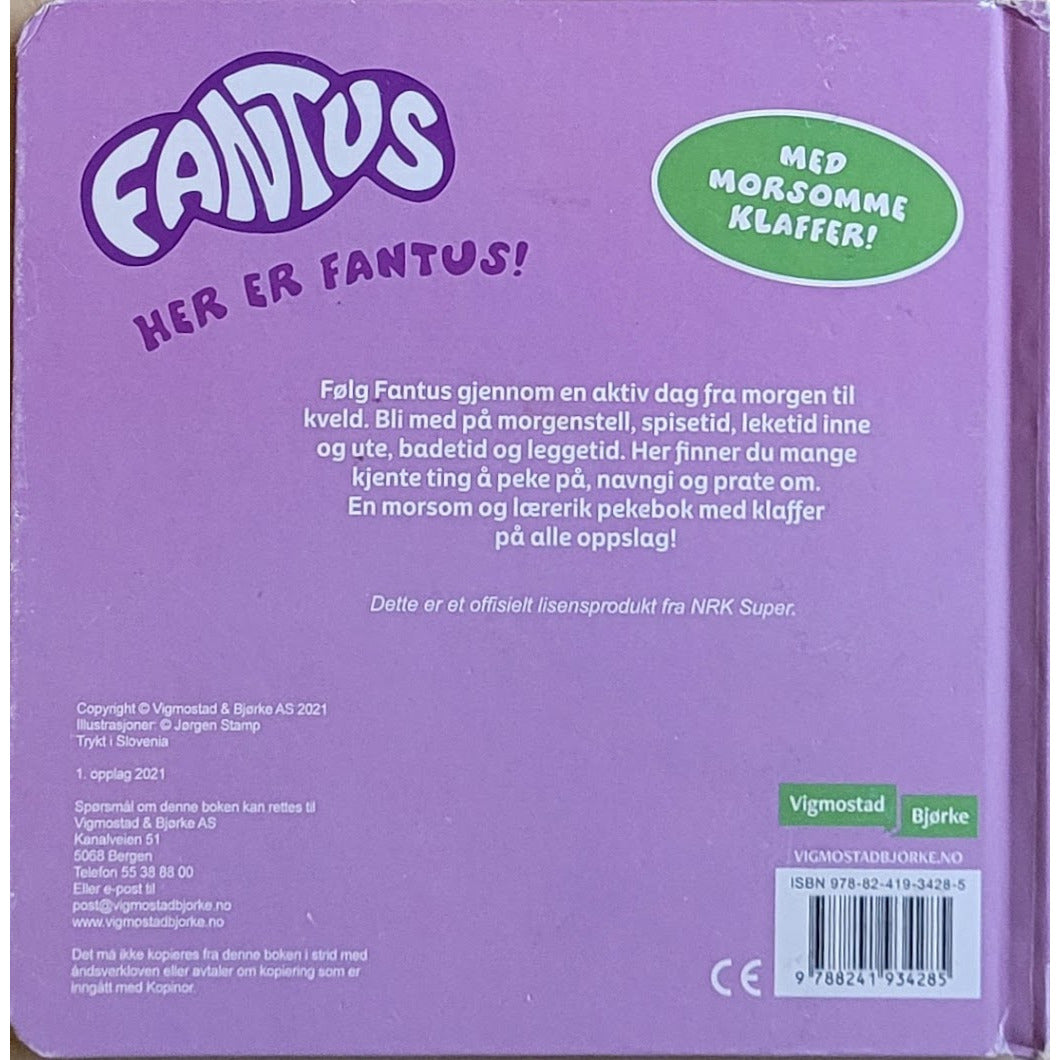 FANTUS
HER ER FANTUS!
MED
MORSOMME
KLAFFER!
Følg Fantus gjennom en aktiv dag fra morgen til
kveld. Bli med på morgenstell, spisetid, leketid inne
og ute, badetid og leggetid. Her finner du mange
kjente ting å peke på, navngi og prate om.
En morsom og lærerik pekebok med klaffer
på alle oppslag!
Dette er et offisielt lisensprodukt fra NRK Super.
Copyright © Vigmostad & Bjørke AS 2021
Illustrasjoner: © Jørgen Stamp
Trykt i Slovenia
1. opplag 2021
Spørsmål om denne boken kan rettes til
Vigmostad & Bjørke AS
Kanalveien 51
5068 Bergen
Telefon 55 38 88 00
Eller e-post til
post@vigmostadbjorke.no
www.vigmostadbjorke.no
Det må ikke kopieres fra denne boken i strid med
åndsverkloven eller avtaler om kopiering som er
inngått med Kopinor.
Vigmostad
Bjørke
VIGMOSTADBJORKE.NO
ISBN 978-82-419-3428-5
9 788241 934285
CE